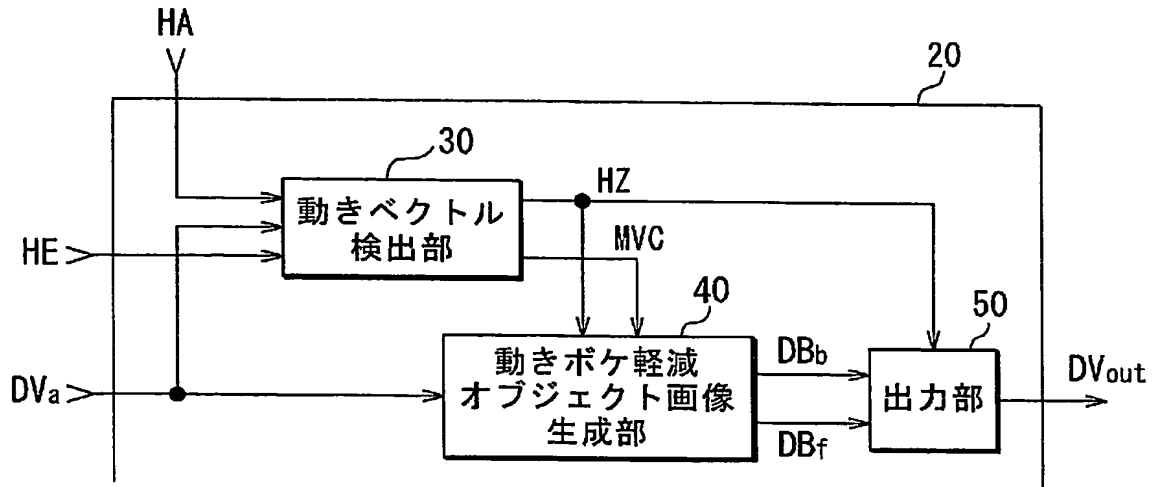 HA
20
30
動きベクトル
検出部
HZ
MVC
HE
40
50
動きボケ軽減
オブジェクト画像
生成部
DBb
DBf
出力部
DVa
DVout